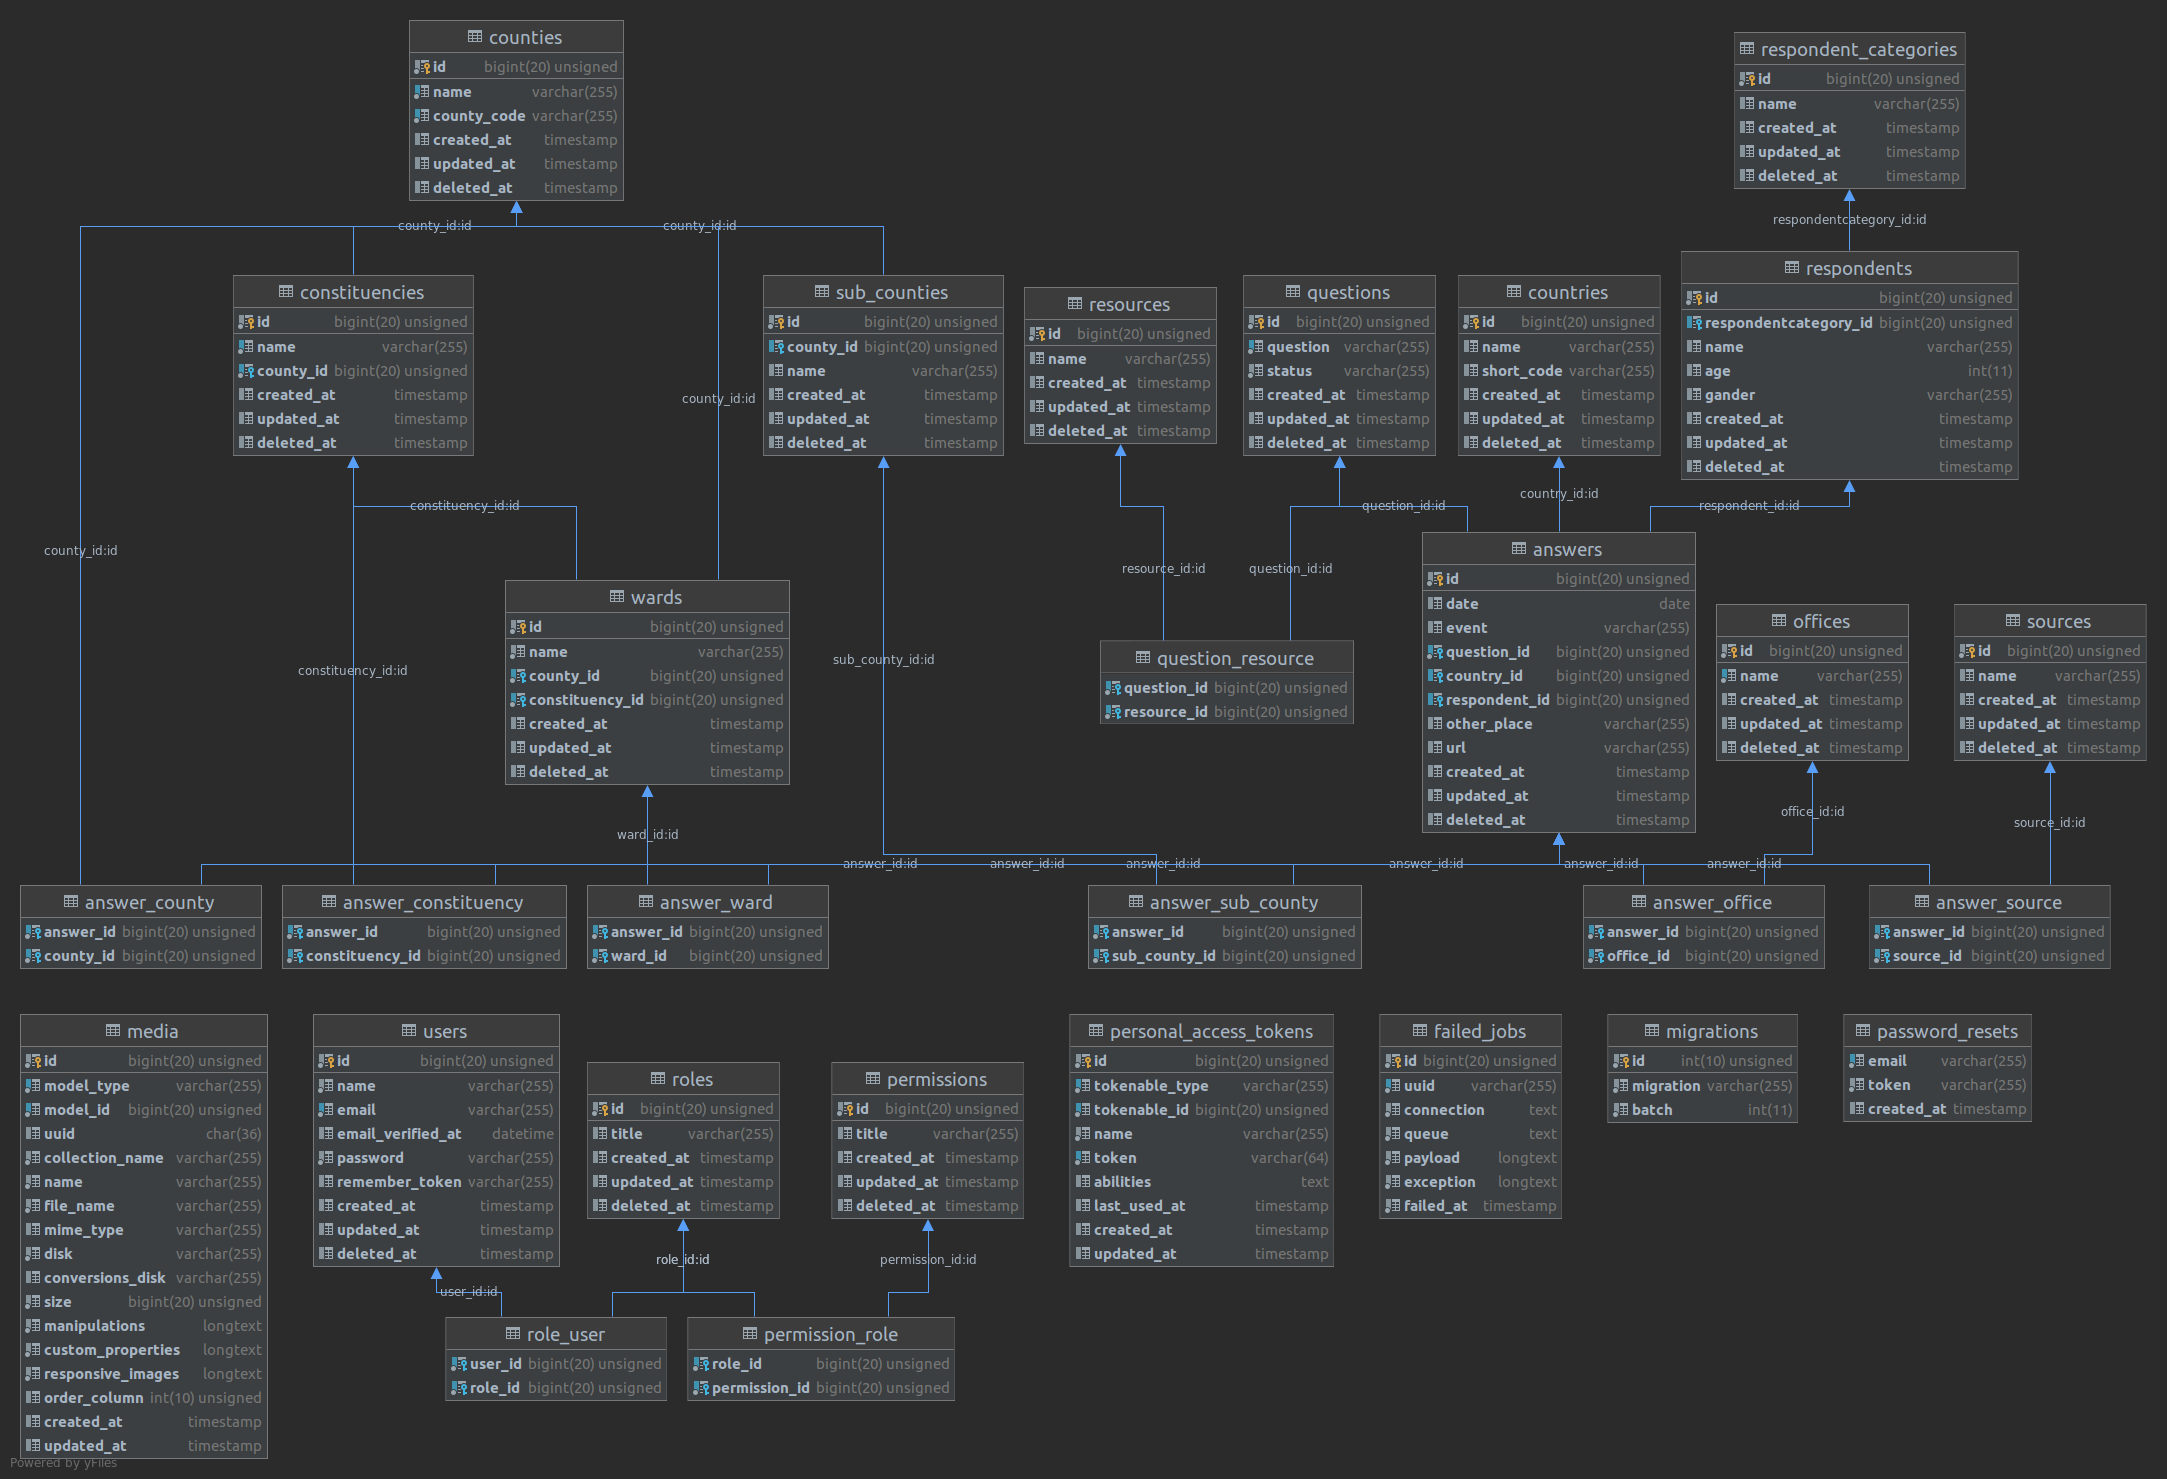 counties
id bigint(20) unsigned
name varchar(255)
county_code varchar(255)
created_at timestamp
updated_at timestamp
deleted_at timestamp
respondent_categories
id bigint(20) unsigned
name varchar(255)
created_at timestamp
updated_at timestamp
deleted_at timestamp
county_id:id
county_id:id
respondentcategory_id:id
constituencies
id bigint(20) unsigned
name varchar(255)
county_id bigint(20) unsigned
created_at timestamp
updated_at timestamp
deleted_at timestamp
county_id:id
sub_counties
id bigint(20) unsigned
county_id bigint(20) unsigned
name varchar(255)
created_at timestamp
updated_at timestamp
deleted_at timestamp
resources
id bigint(20) unsigned
name varchar(255)
created_at timestamp
updated_at timestamp
deleted_at timestamp
questions
id bigint(20) unsigned
question varchar(255)
status varchar(255)
created_at timestamp
updated_at timestamp
deleted_at timestamp
countries
id bigint(20) unsigned
name varchar(255)
short_code varchar(255)
created_at timestamp
updated_at timestamp
deleted_at timestamp
respondents
id bigint(20) unsigned
respondentcategory_id bigint(20) unsigned
name varchar(255)
age int(11)
gander varchar(255)
created_at timestamp
updated_at timestamp
deleted_at timestamp
constituency_id:id
question_id:id
country_id:id
respondent_id:id
county_id:id
resource_id:id
question_id:id
constituency_id:id
wards
id bigint(20) unsigned
name varchar(255)
county_id bigint(20) unsigned
constituency_id bigint(20) unsigned
created_at timestamp
updated_at timestamp
deleted_at timestamp
sub_county_id:id
question_resource
question_id bigint(20) unsigned
resource_id bigint(20) unsigned
answers
id bigint(20) unsigned
date date
event varchar(255)
question_id bigint(20) unsigned
country_id bigint(20) unsigned
respondent_id bigint(20) unsigned
other_place varchar(255)
url varchar(255)
created_at timestamp
updated_at timestamp
deleted_at timestamp
offices
id bigint(20) unsigned
name varchar(255)
created_at timestamp
updated_at timestamp
deleted_at timestamp
sources
id bigint(20) unsigned
name varchar(255)
created_at timestamp
updated_at timestamp
deleted_at timestamp
ward_id:id
office_id:id
source_id:id
answer_id:id
answer_id:id
answer_id:id
answer_id:id
answer_id:id
answer_id:id
answer_county
answer_id bigint(20) unsigned
county_id bigint(20) unsigned
answer_constituency
answer_id bigint(20) unsigned
constituency_id bigint(20) unsigned
answer_ward
answer_id bigint(20) unsigned
ward_id bigint(20) unsigned
answer_sub_county
answer_id bigint(20) unsigned
sub_county_id bigint(20) unsigned
answer_office
answer_id bigint(20) unsigned
office_id bigint(20) unsigned
answer_source
answer_id bigint(20) unsigned
source_id bigint(20) unsigned
media
id bigint(20) unsigned
model_type varchar(255)
model_id bigint(20) unsigned
uuid char(36)
collection_name varchar(255)
name varchar(255)
file_name varchar(255)
mime_type varchar(255)
disk varchar(255)
conversions_disk varchar(255)
size bigint(20) unsigned
manipulations longtext
custom_properties longtext
responsive_images longtext
order_column int(10) unsigned
created_at timestamp
updated_at timestamp
users
id bigint(20) unsigned
name varchar(255)
email varchar(255)
email_verified_at datetime
password varchar(255)
remember_token varchar(255)
created_at timestamp
updated_at timestamp
deleted_at timestamp
roles
id bigint(20) unsigned
title varchar(255)
created_at timestamp
updated_at timestamp
deleted_at timestamp
permissions
id bigint(20) unsigned
title varchar(255)
created_at timestamp
updated_at timestamp
deleted_at timestamp
personal_access_tokens
id bigint(20) unsigned
tokenable_type varchar(255)
tokenable_id bigint(20) unsigned
name varchar(255)
token varchar(64)
abilities text
last_used_at timestamp
created_at timestamp
updated_at timestamp
failed_jobs
id bigint(20) unsigned
uuid varchar(255)
connection text
queue text
payload longtext
exception longtext
failed_at timestamp
migrations
id int(10) unsigned
migration varchar(255)
batch int(11)
password_resets
email varchar(255)
token varchar(255)
created_at timestamp
role_id:id
permission_id:id
user_id:id
role_user
user_id bigint(20) unsigned
role_id bigint(20) unsigned
permission_role
role_id bigint(20) unsigned
permission_id bigint(20) unsigned
Powered by yFiles